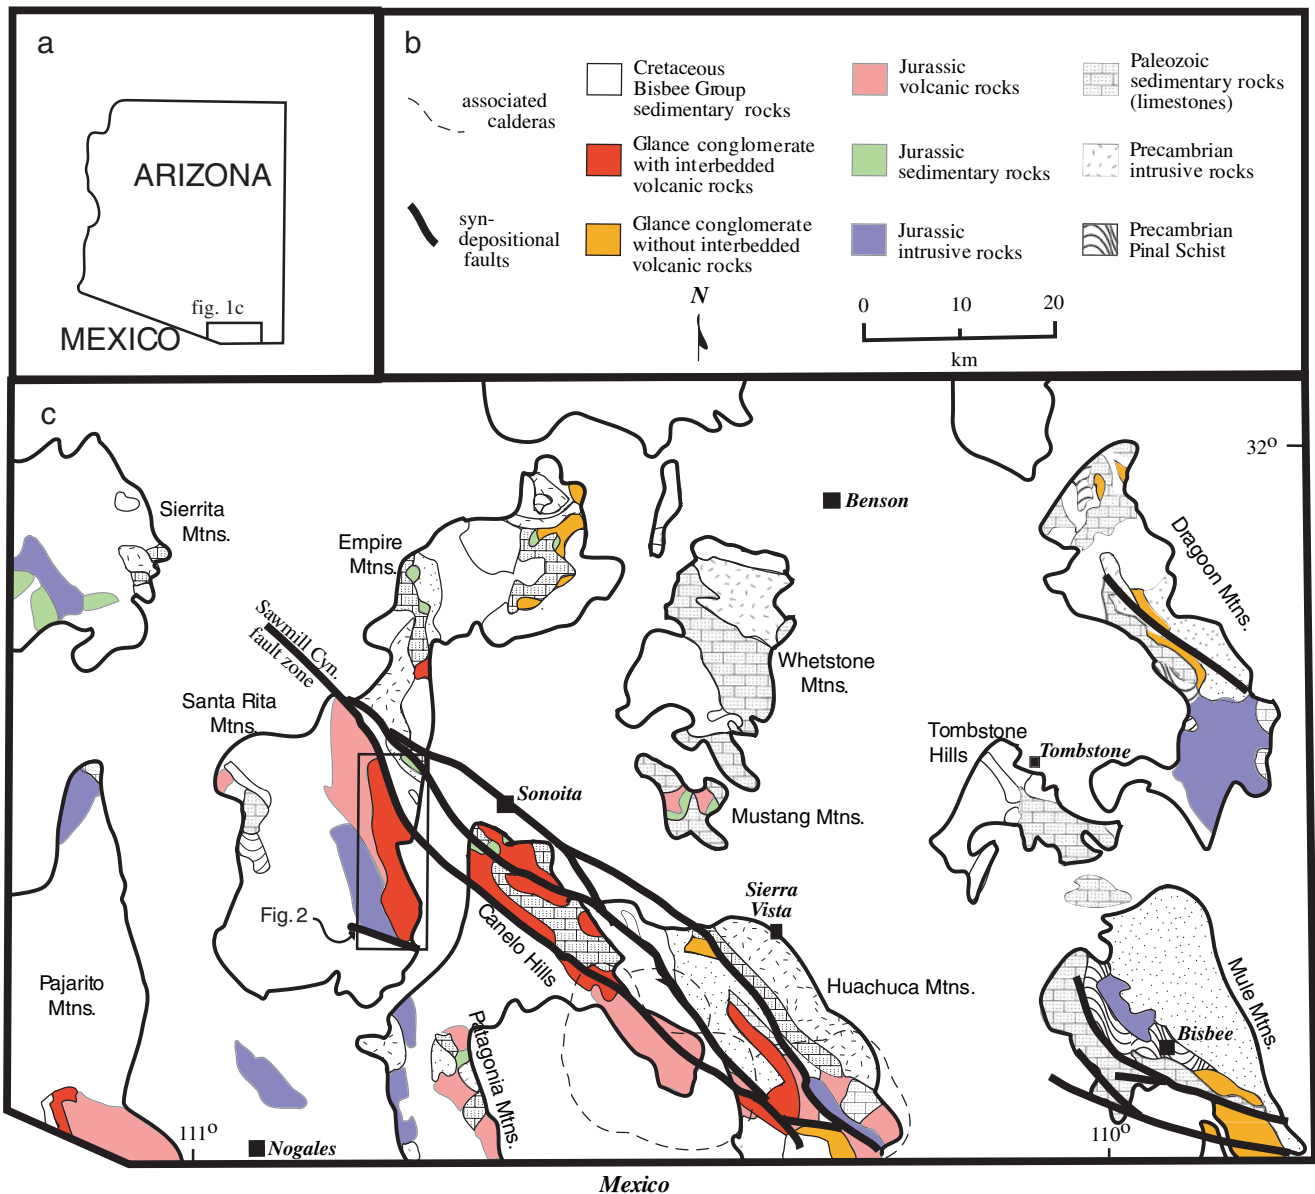 a
ARIZONA
fig. 1c
MEXICO
b
associated
calderas
syn-
depositional
faults
Cretaceous
Bisbee Group
sedimentary rocks
Glance conglomerate
with interbedded
volcanic rocks
Glance conglomerate
without interbedded
volcanic rocks
Jurassic
volcanic rocks
Jurassic
sedimentary rocks
Jurassic
intrusive rocks
Paleozoic
sedimentary rocks
(limestones)
Precambrian
intrusive rocks
Precambrian
Pinal Schist
N
0 10 20
km
c
32o
Sierrita
Mtns.
Empire
Mtns.
Benson
Dragoon Mtns.
Sawmill Cyn.
fault zone
Santa Rita
Mtns.
Whetstone
Mtns.
Tombstone
Hills
Tombstone
Sonoita
Mustang Mtns.
Sierra
Vista
Fig. 2
Canelo Hills
Pajarito
Mtns.
Huachuca Mtns.
Mule Mtns.
Bisbee
Patagonia Mtns.
111o
Nogales
110o
Mexico